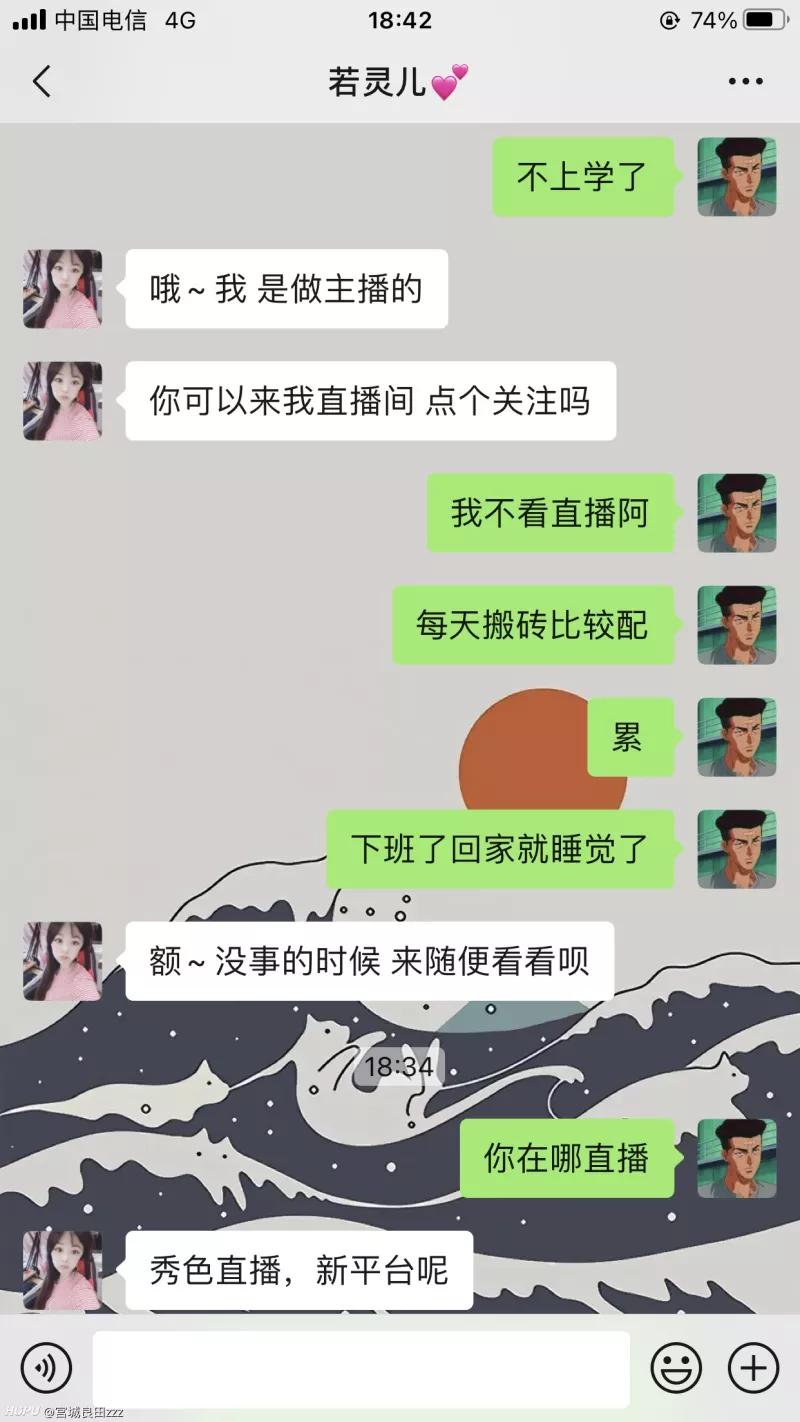 中国电信 4G 18:42 74%
若灵儿💕
不上学了
哦~我 是做主播的
你可以来我直播间 点个关注吗
我不看直播阿
每天搬砖比较配
累
下班了回家就睡觉了
额~没事的时候 来随便看看呗
18:34
你在哪直播
秀色直播，新平台呢
HUPU @宫城良田zzz